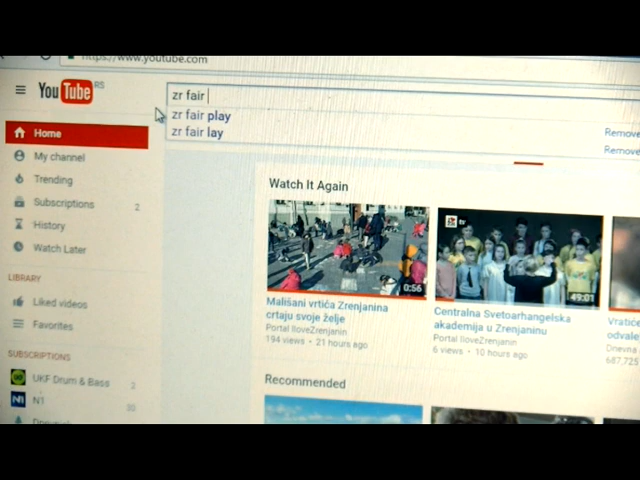 https://www.youtube.com
YouTube RS
zr fair
zr fair play
zr fair lay
Remove
Remove
Home
My channel
Trending
Subscriptions 2
History
Watch Later
LIBRARY
Liked videos
Favorites
SUBSCRIPTIONS
UKF Drum & Bass 2
N1 30
Watch It Again
0:56
Mališani vrtića Zrenjanina
crtaju svoje želje
Portal IloveZrenjanin
194 views • 21 hours ago
tv
49:01
Centralna Svetoarhangelska
akademija u Zrenjaninu
Portal IloveZrenjanin
6 views • 10 hours ago
Dnevna
687,725
Recommended